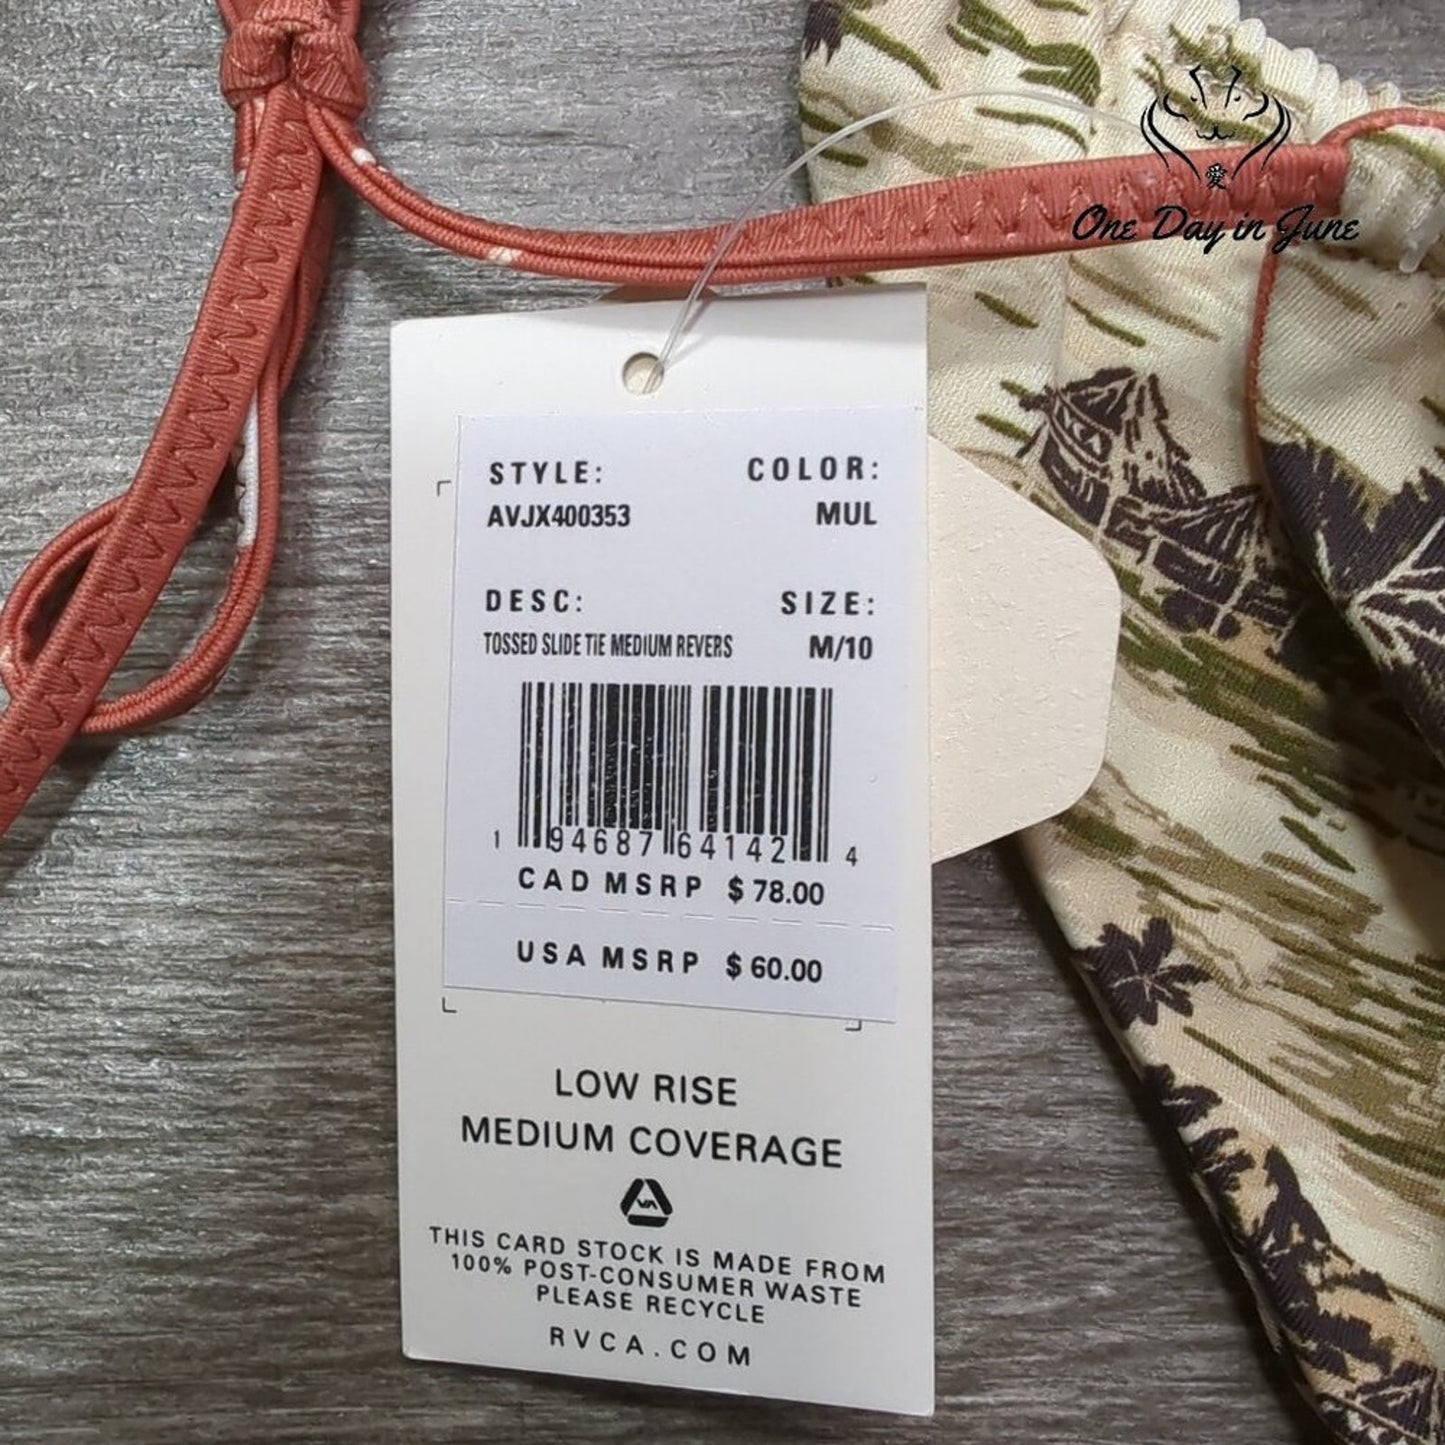 愛
One Day in June
STYLE: COLOR:
AVJX400353 MUL
DESC: SIZE:
TOSSED SLIDE TIE MEDIUM REVERS M/10
1 94687 64142 4
CAD MSRP $ 78.00
USA MSRP $ 60.00
LOW RISE
MEDIUM COVERAGE
VA
THIS CARD STOCK IS MADE FROM
100% POST-CONSUMER WASTE
PLEASE RECYCLE
RVCA.COM